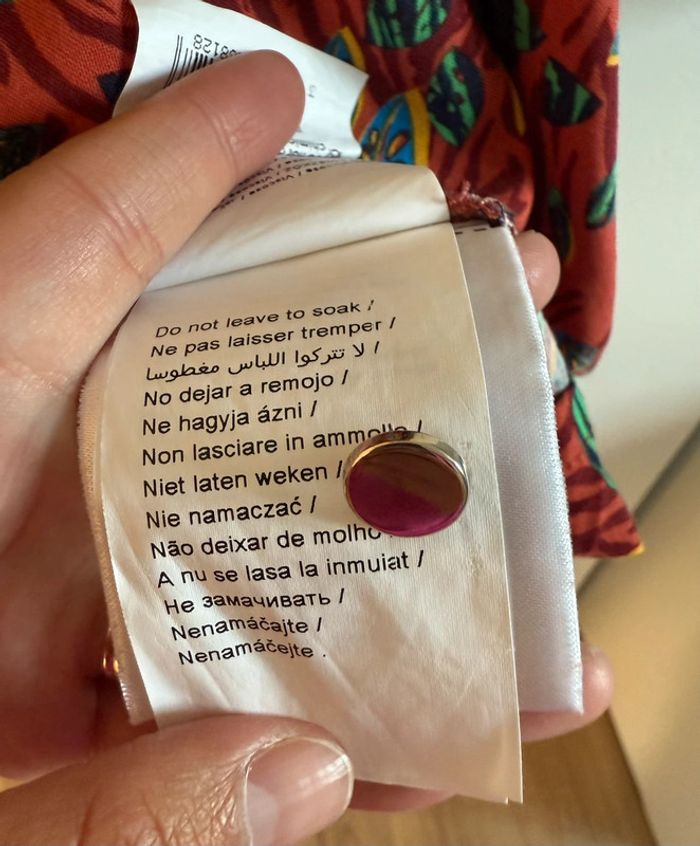 Do not leave to soak /
Ne pas laisser tremper /
لا تتركوا اللباس مغطوسا /
No dejar a remojo /
Ne hagyja ázni /
Non lasciare in ammollo /
Niet laten weken /
Nie namaczać /
Não deixar de molho
A nu se lasa la inmuiat /
Не замачивать /
Nenamáčajte /
Nenamáčejte .